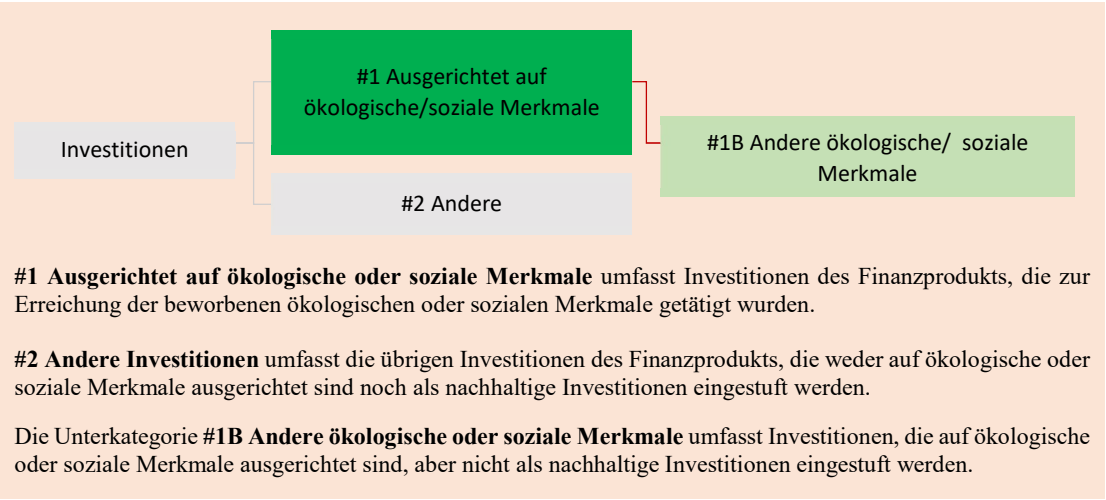 #1 Ausgerichtet auf
ökologische/soziale Merkmale
Investitionen
#1B Andere ökologische/ soziale
Merkmale
#2 Andere
#1 Ausgerichtet auf ökologische oder soziale Merkmale umfasst Investitionen des Finanzprodukts, die zur
Erreichung der beworbenen ökologischen oder sozialen Merkmale getätigt wurden.
#2 Andere Investitionen umfasst die übrigen Investitionen des Finanzprodukts, die weder auf ökologische oder
soziale Merkmale ausgerichtet sind noch als nachhaltige Investitionen eingestuft werden.
Die Unterkategorie #1B Andere ökologische oder soziale Merkmale umfasst Investitionen, die auf ökologische
oder soziale Merkmale ausgerichtet sind, aber nicht als nachhaltige Investitionen eingestuft werden.